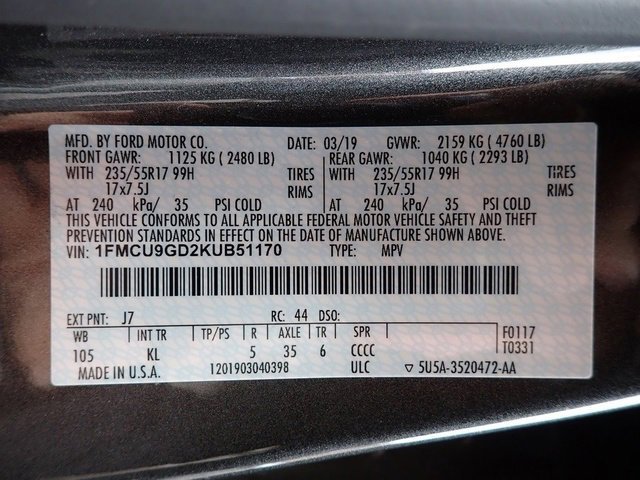 MFD. BY FORD MOTOR CO. DATE: 03/19 GVWR: 2159 KG ( 4760 LB)
FRONT GAWR: 1125 KG ( 2480 LB) REAR GAWR: 1040 KG ( 2293 LB)
WITH 235/55R17 99H TIRES WITH 235/55R17 99H TIRES
17x7.5J RIMS 17x7.5J RIMS
AT 240 kPa/ 35 PSI COLD AT 240 kPa/ 35 PSI COLD
THIS VEHICLE CONFORMS TO ALL APPLICABLE FEDERAL MOTOR VEHICLE SAFETY AND THEFT
PREVENTION STANDARDS IN EFFECT ON THE DATE OF MANUFACTURE SHOWN ABOVE.
VIN: 1FMCU9GD2KUB51170 TYPE: MPV
EXT PNT: J7 RC: 44 DSO:
WB INT TR TP/PS R AXLE TR SPR F0117
105 KL 5 35 6 CCCC T0331
MADE IN U.S.A. 1201903040398 ULC ▽ 5U5A-3520472-AA